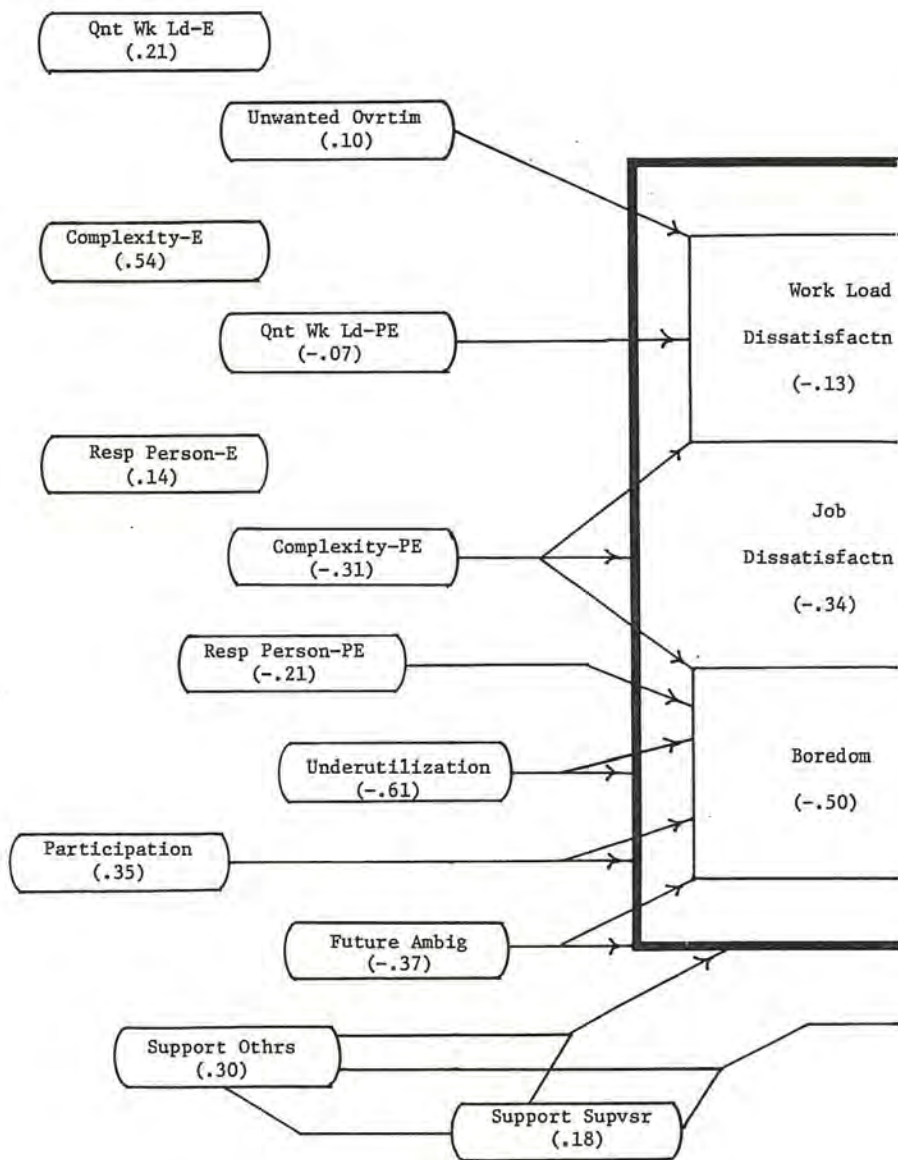 Qnt Wk Ld-E
(.21)
Unwanted Ovrtim
(.10)
Complexity-E
(.54)
Qnt Wk Ld-PE
(-.07)
Work Load
Dissatisfactn
(-.13)
Resp Person-E
(.14)
Complexity-PE
(-.31)
Job
Dissatisfactn
(-.34)
Resp Person-PE
(-.21)
Underutilization
(-.61)
Boredom
(-.50)
Participation
(.35)
Future Ambig
(-.37)
Support Othrs
(.30)
Support Supvsr
(.18)